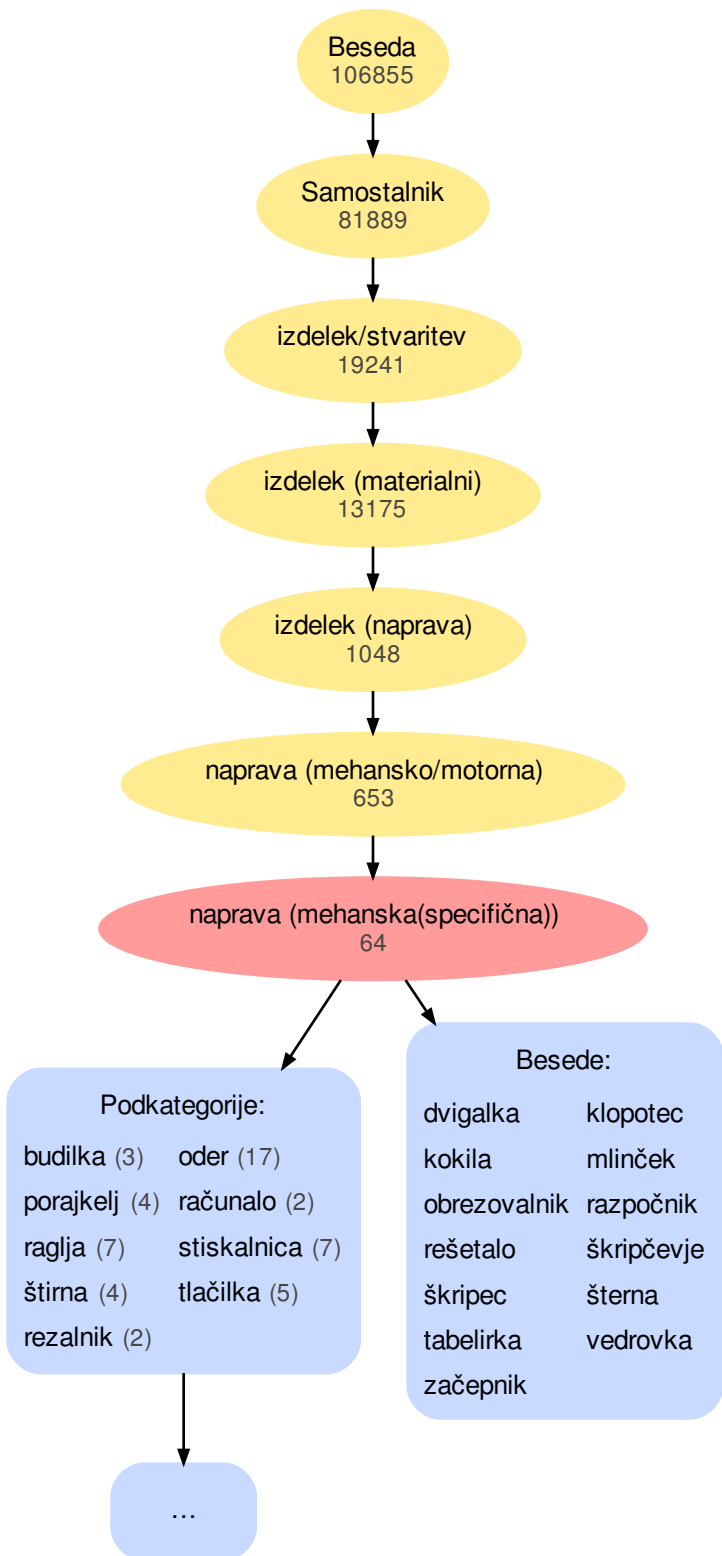 Beseda
106855
Samostalnik
81889
izdelek/stvaritev
19241
izdelek (materialni)
13175
izdelek (naprava)
1048
naprava (mehansko/motorna)
653
naprava (mehanska(specifična))
64
Podkategorije:
budilka (3) oder (17)
porajkelj (4) računalo (2)
raglja (7) stiskalnica (7)
štirna (4) tlačilka (5)
rezalnik (2)
...
Besede:
dvigalka klopotec
kokila mlinček
obrezovalnik razpočnik
rešetalo škripčevje
škripec šterna
tabelirka vedrovka
začepnik